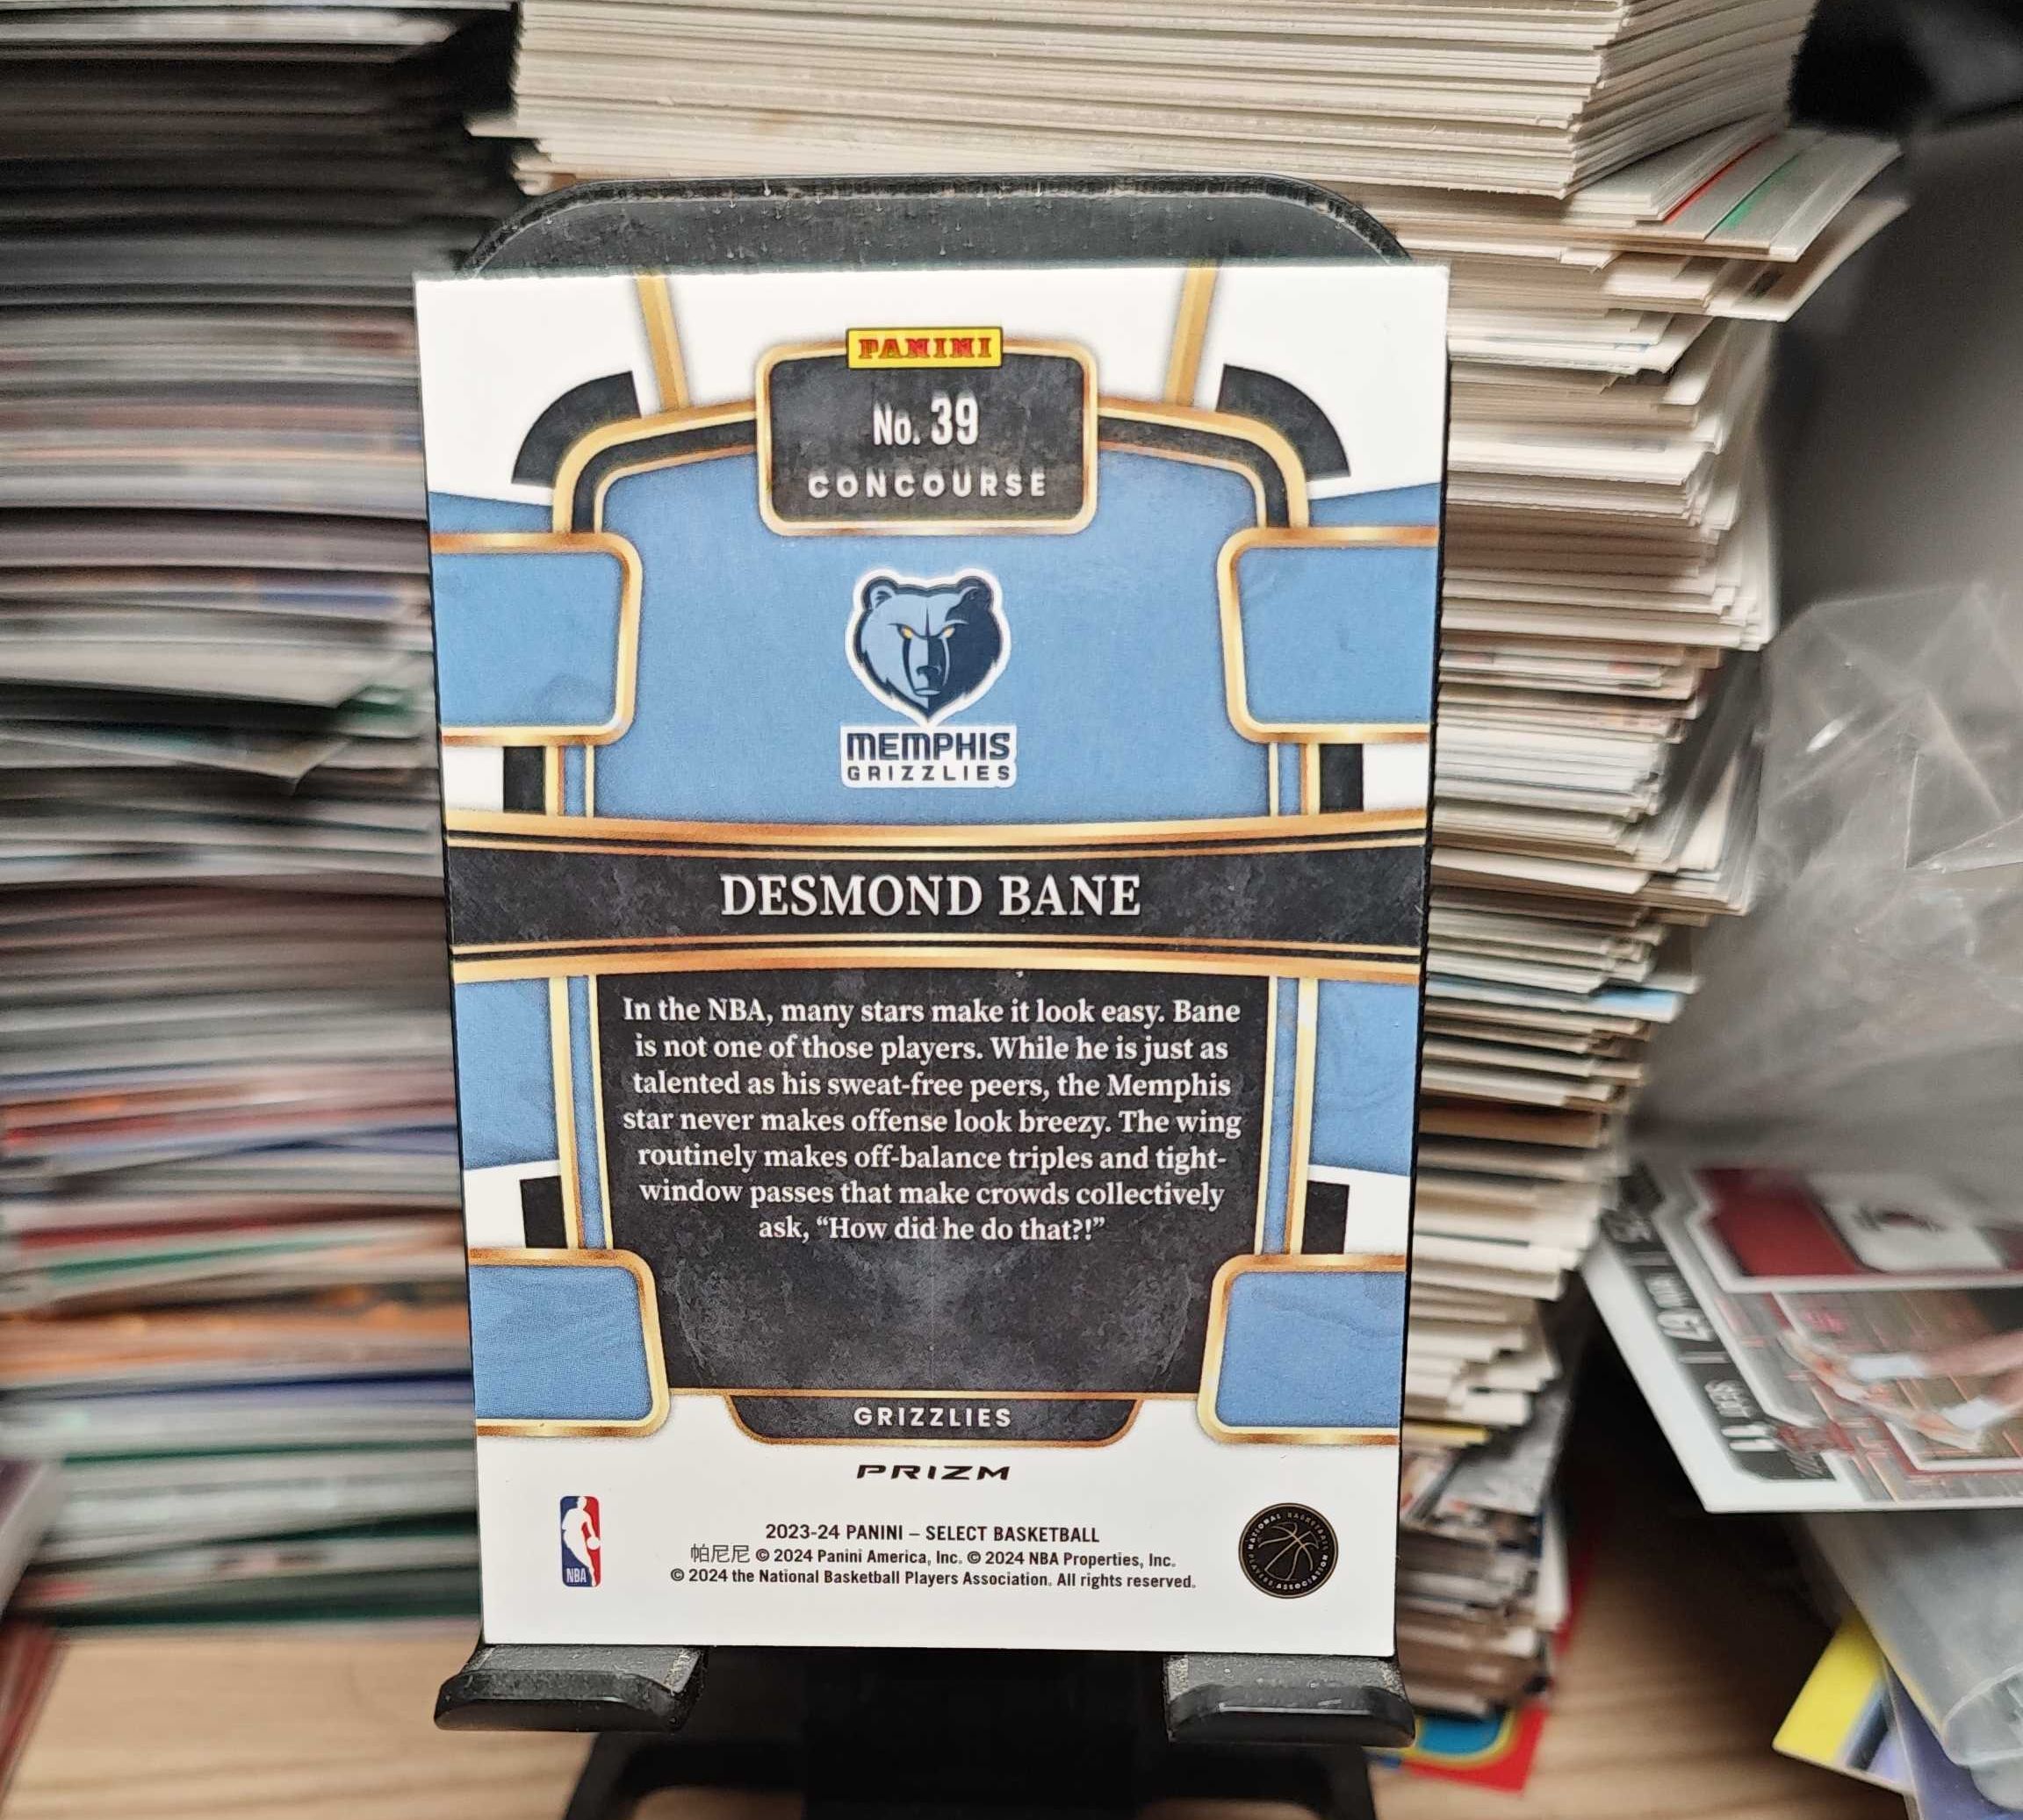 PANINI
No. 39
CONCOURSE
MEMPHIS
GRIZZLIES
DESMOND BANE
In the NBA, many stars make it look easy. Bane
is not one of those players. While he is just as
talented as his sweat-free peers, the Memphis
star never makes offense look breezy. The wing
routinely makes off-balance triples and tight-
window passes that make crowds collectively
ask, “How did he do that?!”
GRIZZLIES
PRIZM
NBA
2023-24 PANINI – SELECT BASKETBALL
帕尼尼 © 2024 Panini America, Inc. © 2024 NBA Properties, Inc.
© 2024 the National Basketball Players Association. All rights reserved.
NATIONAL BASKETBALL
PLAYERS ASSOCIATION